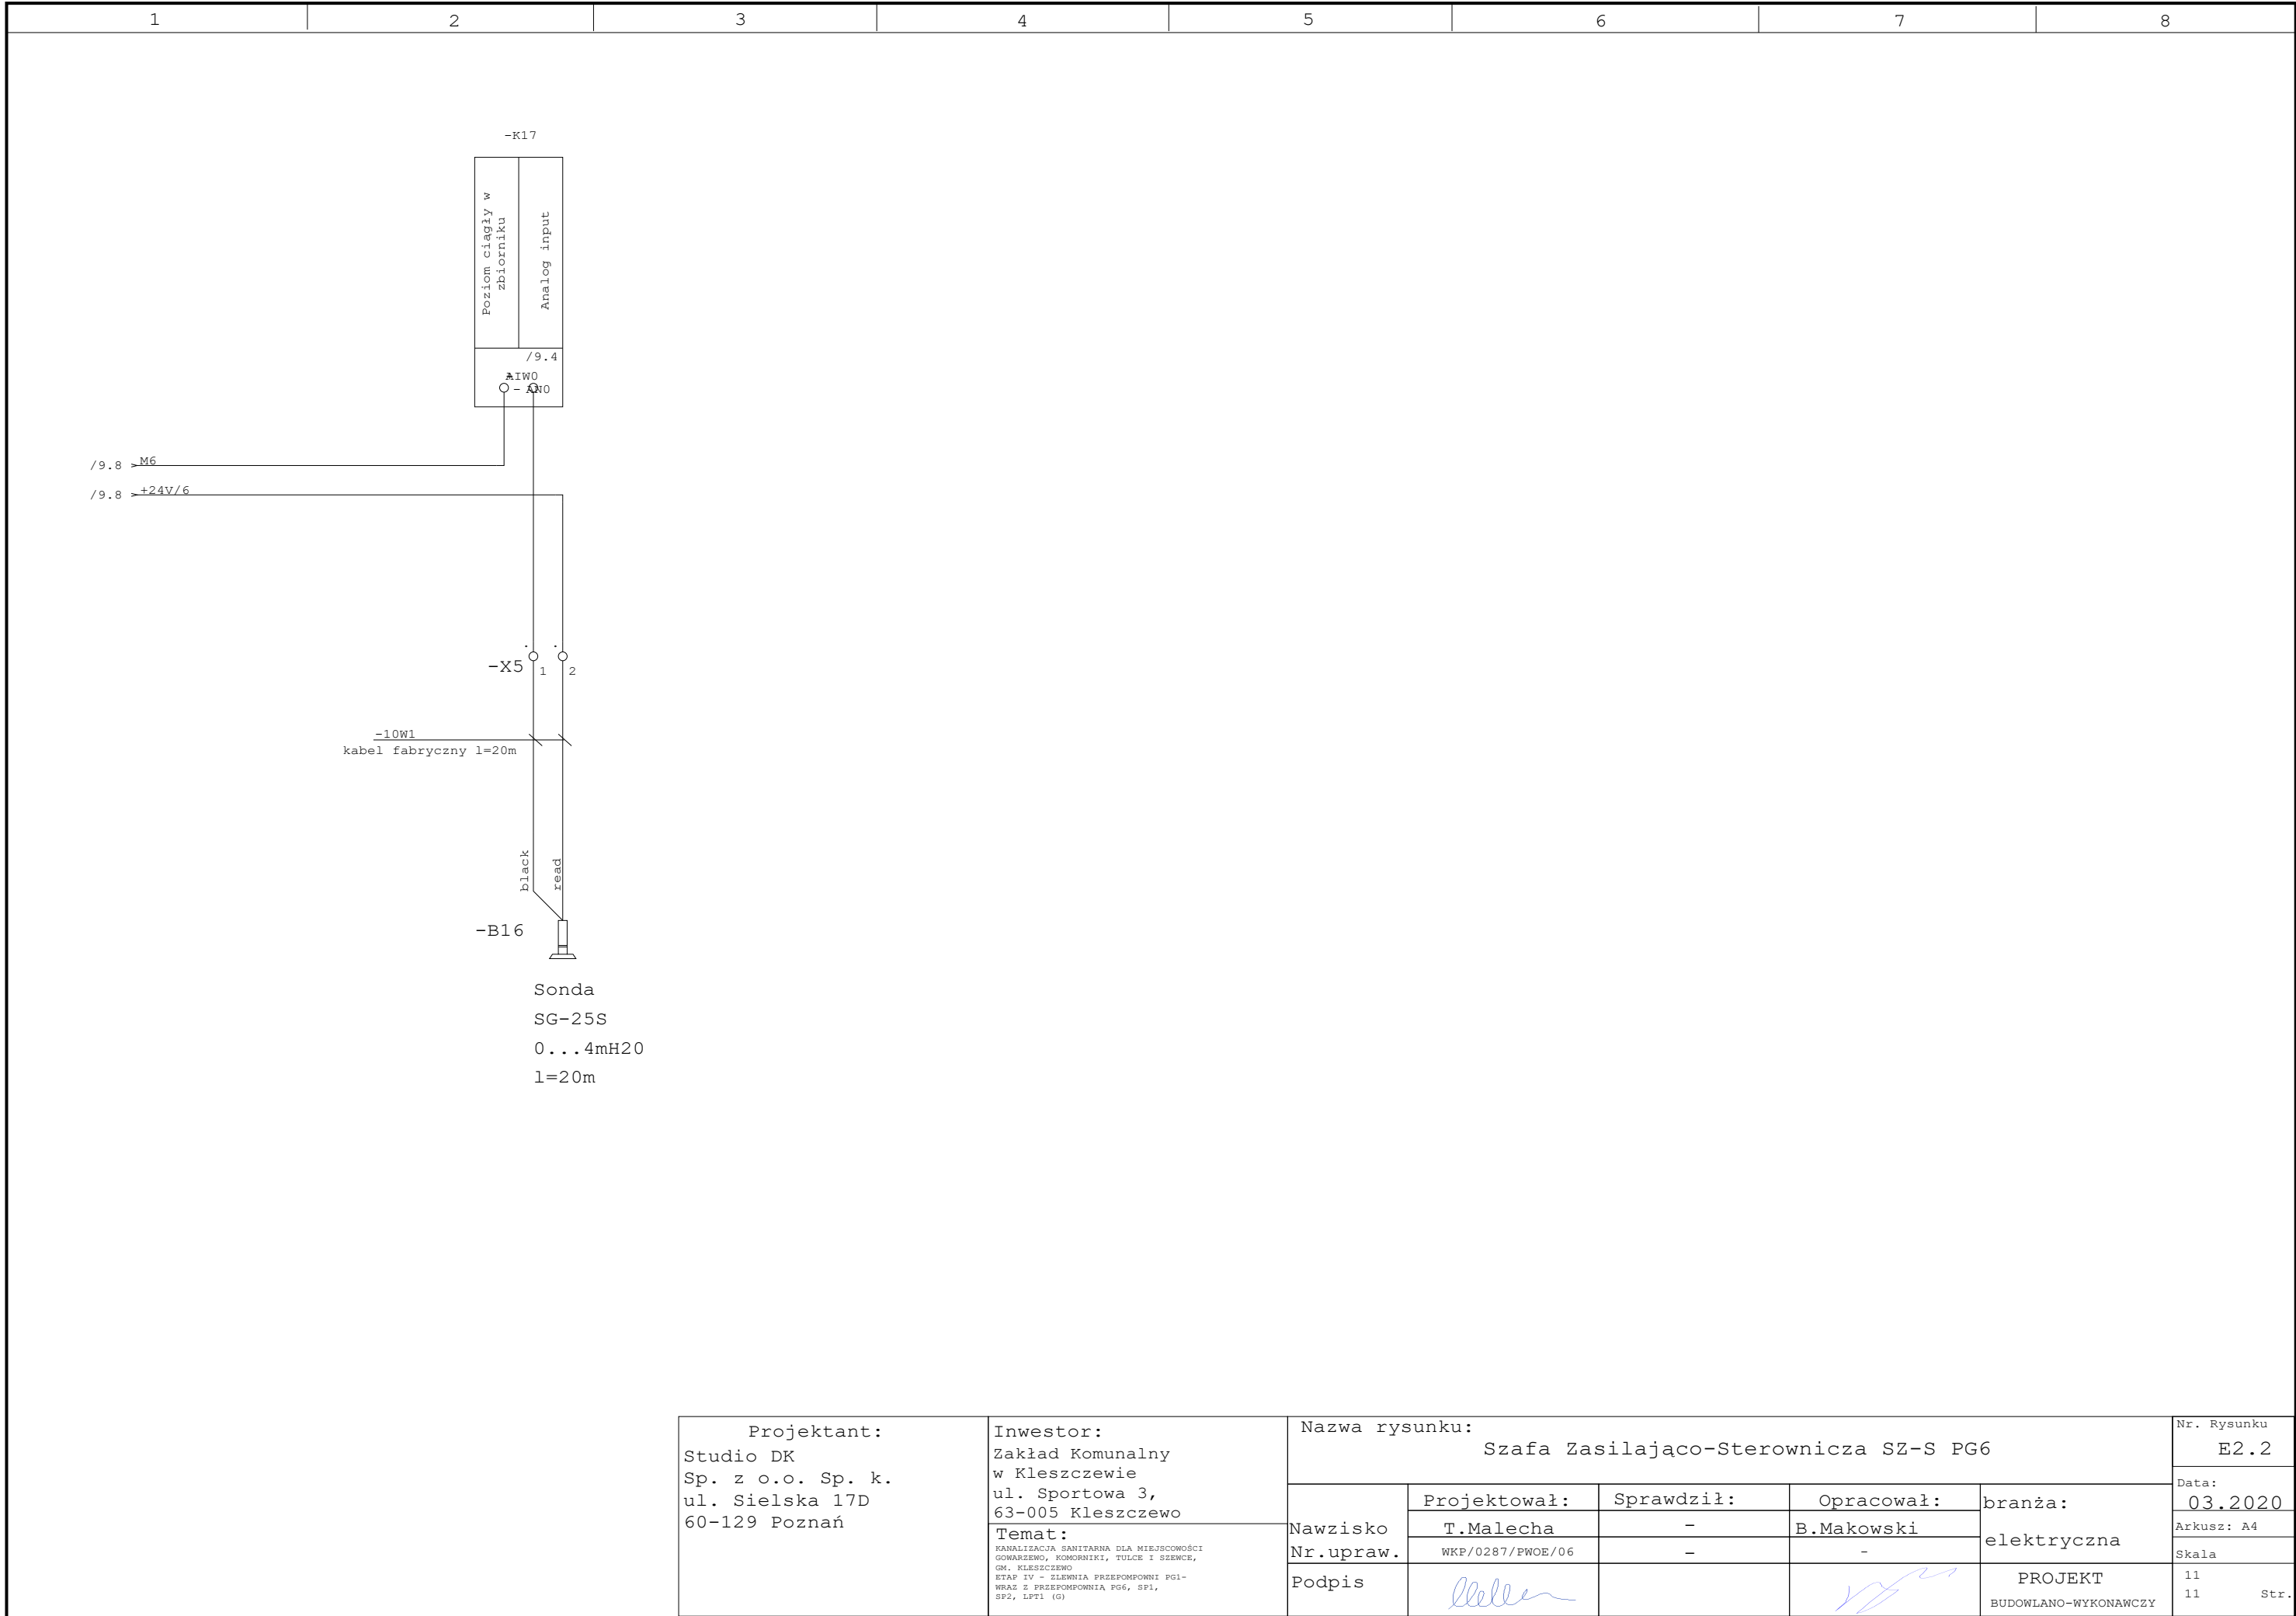 1 2 3 4 5 6 7 8
-K17
Poziom ciągły w
zbiorniku
Analog input
/9.4
AIW0
- AN0
/9.8 M6
/9.8 +24V/6
-X5 1 2
-10W1
kabel fabryczny l=20m
black
read
-B16
Sonda
SG-25S
0...4mH20
l=20m
Projektant:
Studio DK
Sp. z o.o. Sp. k.
ul. Sielska 17D
60-129 Poznań
Inwestor:
Zakład Komunalny
w Kleszczewie
ul. Sportowa 3,
63-005 Kleszczewo
Temat:
KANALIZACJA SANITARNA DLA MIEJSCOWOŚCI
GOWARZEWO, KOMORNIKI, TULCE I SZEWCE,
GM. KLESZCZEWO
ETAP IV - ZLEWNIA PRZEPOMPOWNI PG1-
WRAZ Z PRZEPOMPOWNIĄ PG6, SP1,
SP2, LPT1 (G)
Nazwa rysunku:
Szafa Zasilająco-Sterownicza SZ-S PG6
Projektował: Sprawdził: Opracował:
Nawzisko T.Malecha - B.Makowski
Nr.upraw. WKP/0287/PWOE/06 - -
Podpis
branża:
elektryczna
PROJEKT
BUDOWLANO-WYKONAWCZY
Nr. Rysunku
E2.2
Data:
03.2020
Arkusz: A4
Skala
11
11 Str.